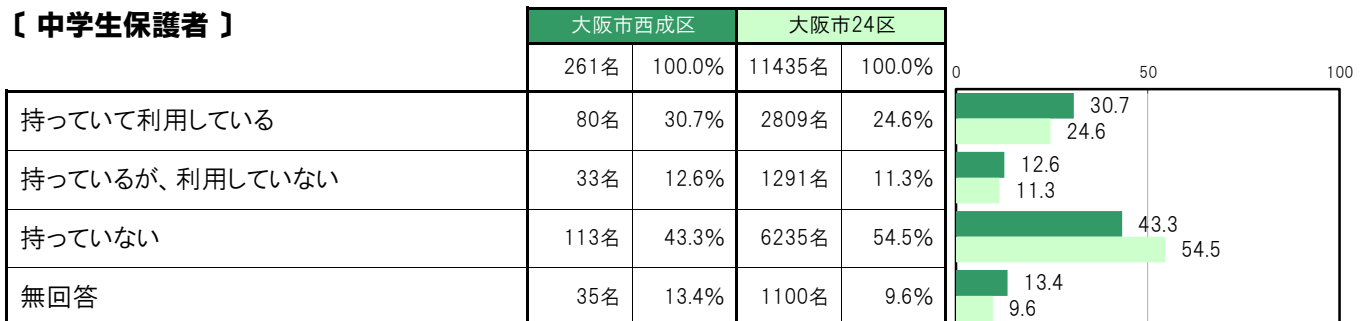 〔 中学生保護者 〕
大阪市西成区 大阪市24区
261名 100.0% 11435名 100.0%
0 50 100
持っていて利用している 80名 30.7% 2809名 24.6%
30.7
24.6
持っているが、利用していない 33名 12.6% 1291名 11.3%
12.6
11.3
持っていない 113名 43.3% 6235名 54.5%
43.3
54.5
無回答 35名 13.4% 1100名 9.6%
13.4
9.6